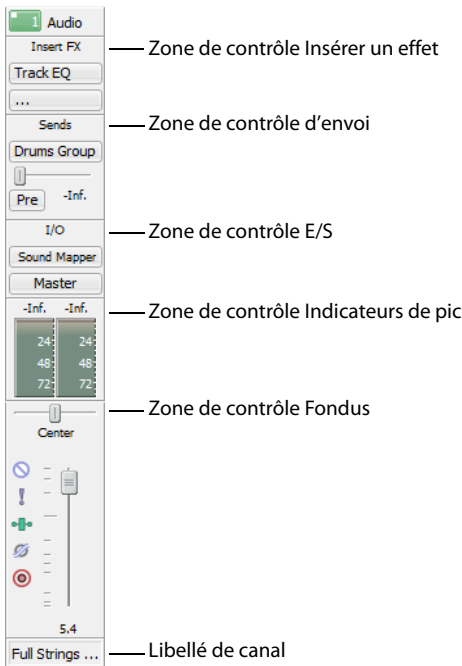 1 Audio
Insert FX
Zone de contrôle Insérer un effet
Track EQ
...
Sends
Zone de contrôle d'envoi
Drums Group
Pre -Inf.
I/O
Zone de contrôle E/S
Sound Mapper
Master
-Inf. -Inf.
Zone de contrôle Indicateurs de pic
24 24
48 48
72 72
Zone de contrôle Fondus
Center
5.4
Full Strings ...
Libellé de canal